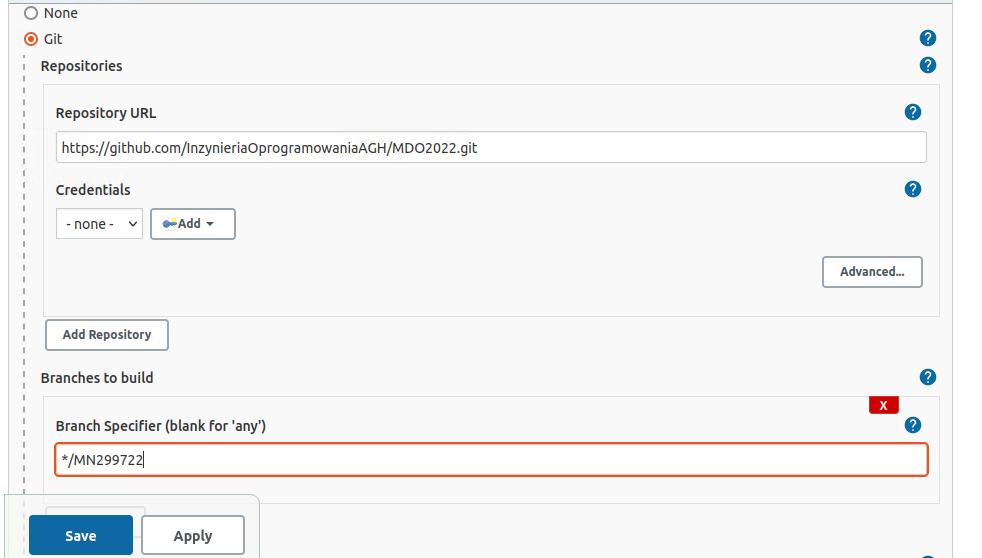 None
Git
?
Repositories
?
Repository URL
?
https://github.com/InzynieriaOprogramowaniaAGH/MDO2022.git
Credentials
?
- none -
Add
Advanced...
Add Repository
Branches to build
?
X
Branch Specifier (blank for 'any')
?
*/MN299722
Save
Apply